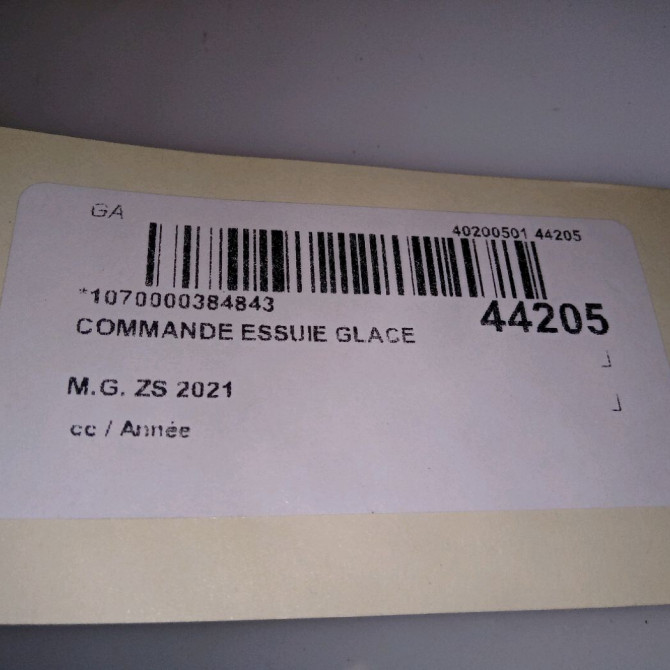 GA
40200501 44205
*1070000384843
44205
COMMANDE ESSUIE GLACE
M.G. ZS 2021
cc / Année